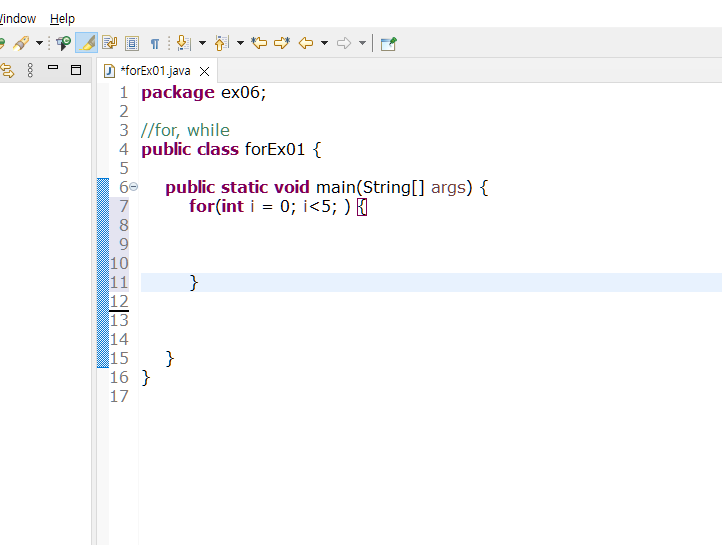 Window Help
*forEx01.java
1 package ex06;
2
3 //for, while
4 public class forEx01 {
5
6 public static void main(String[] args) {
7 for(int i = 0; i<5; ) {
8
9
10
11 }
12
13
14
15 }
16 }
17